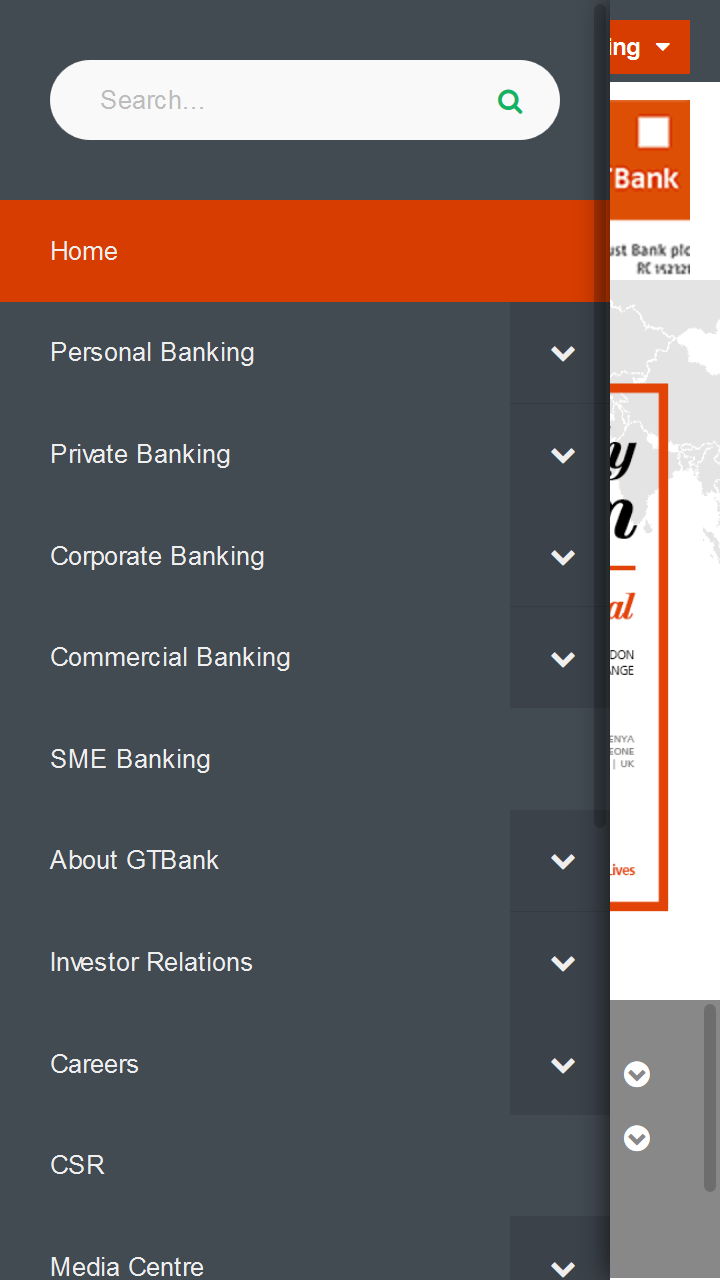 Search...
Home
Personal Banking
Private Banking
Corporate Banking
Commercial Banking
SME Banking
About GTBank
Investor Relations
Careers
CSR
Media Centre
ing
Bank
ust Bank plc
RC 152321
y
n
al
DON
ANGE
ENYA
EONE
| UK
Lives